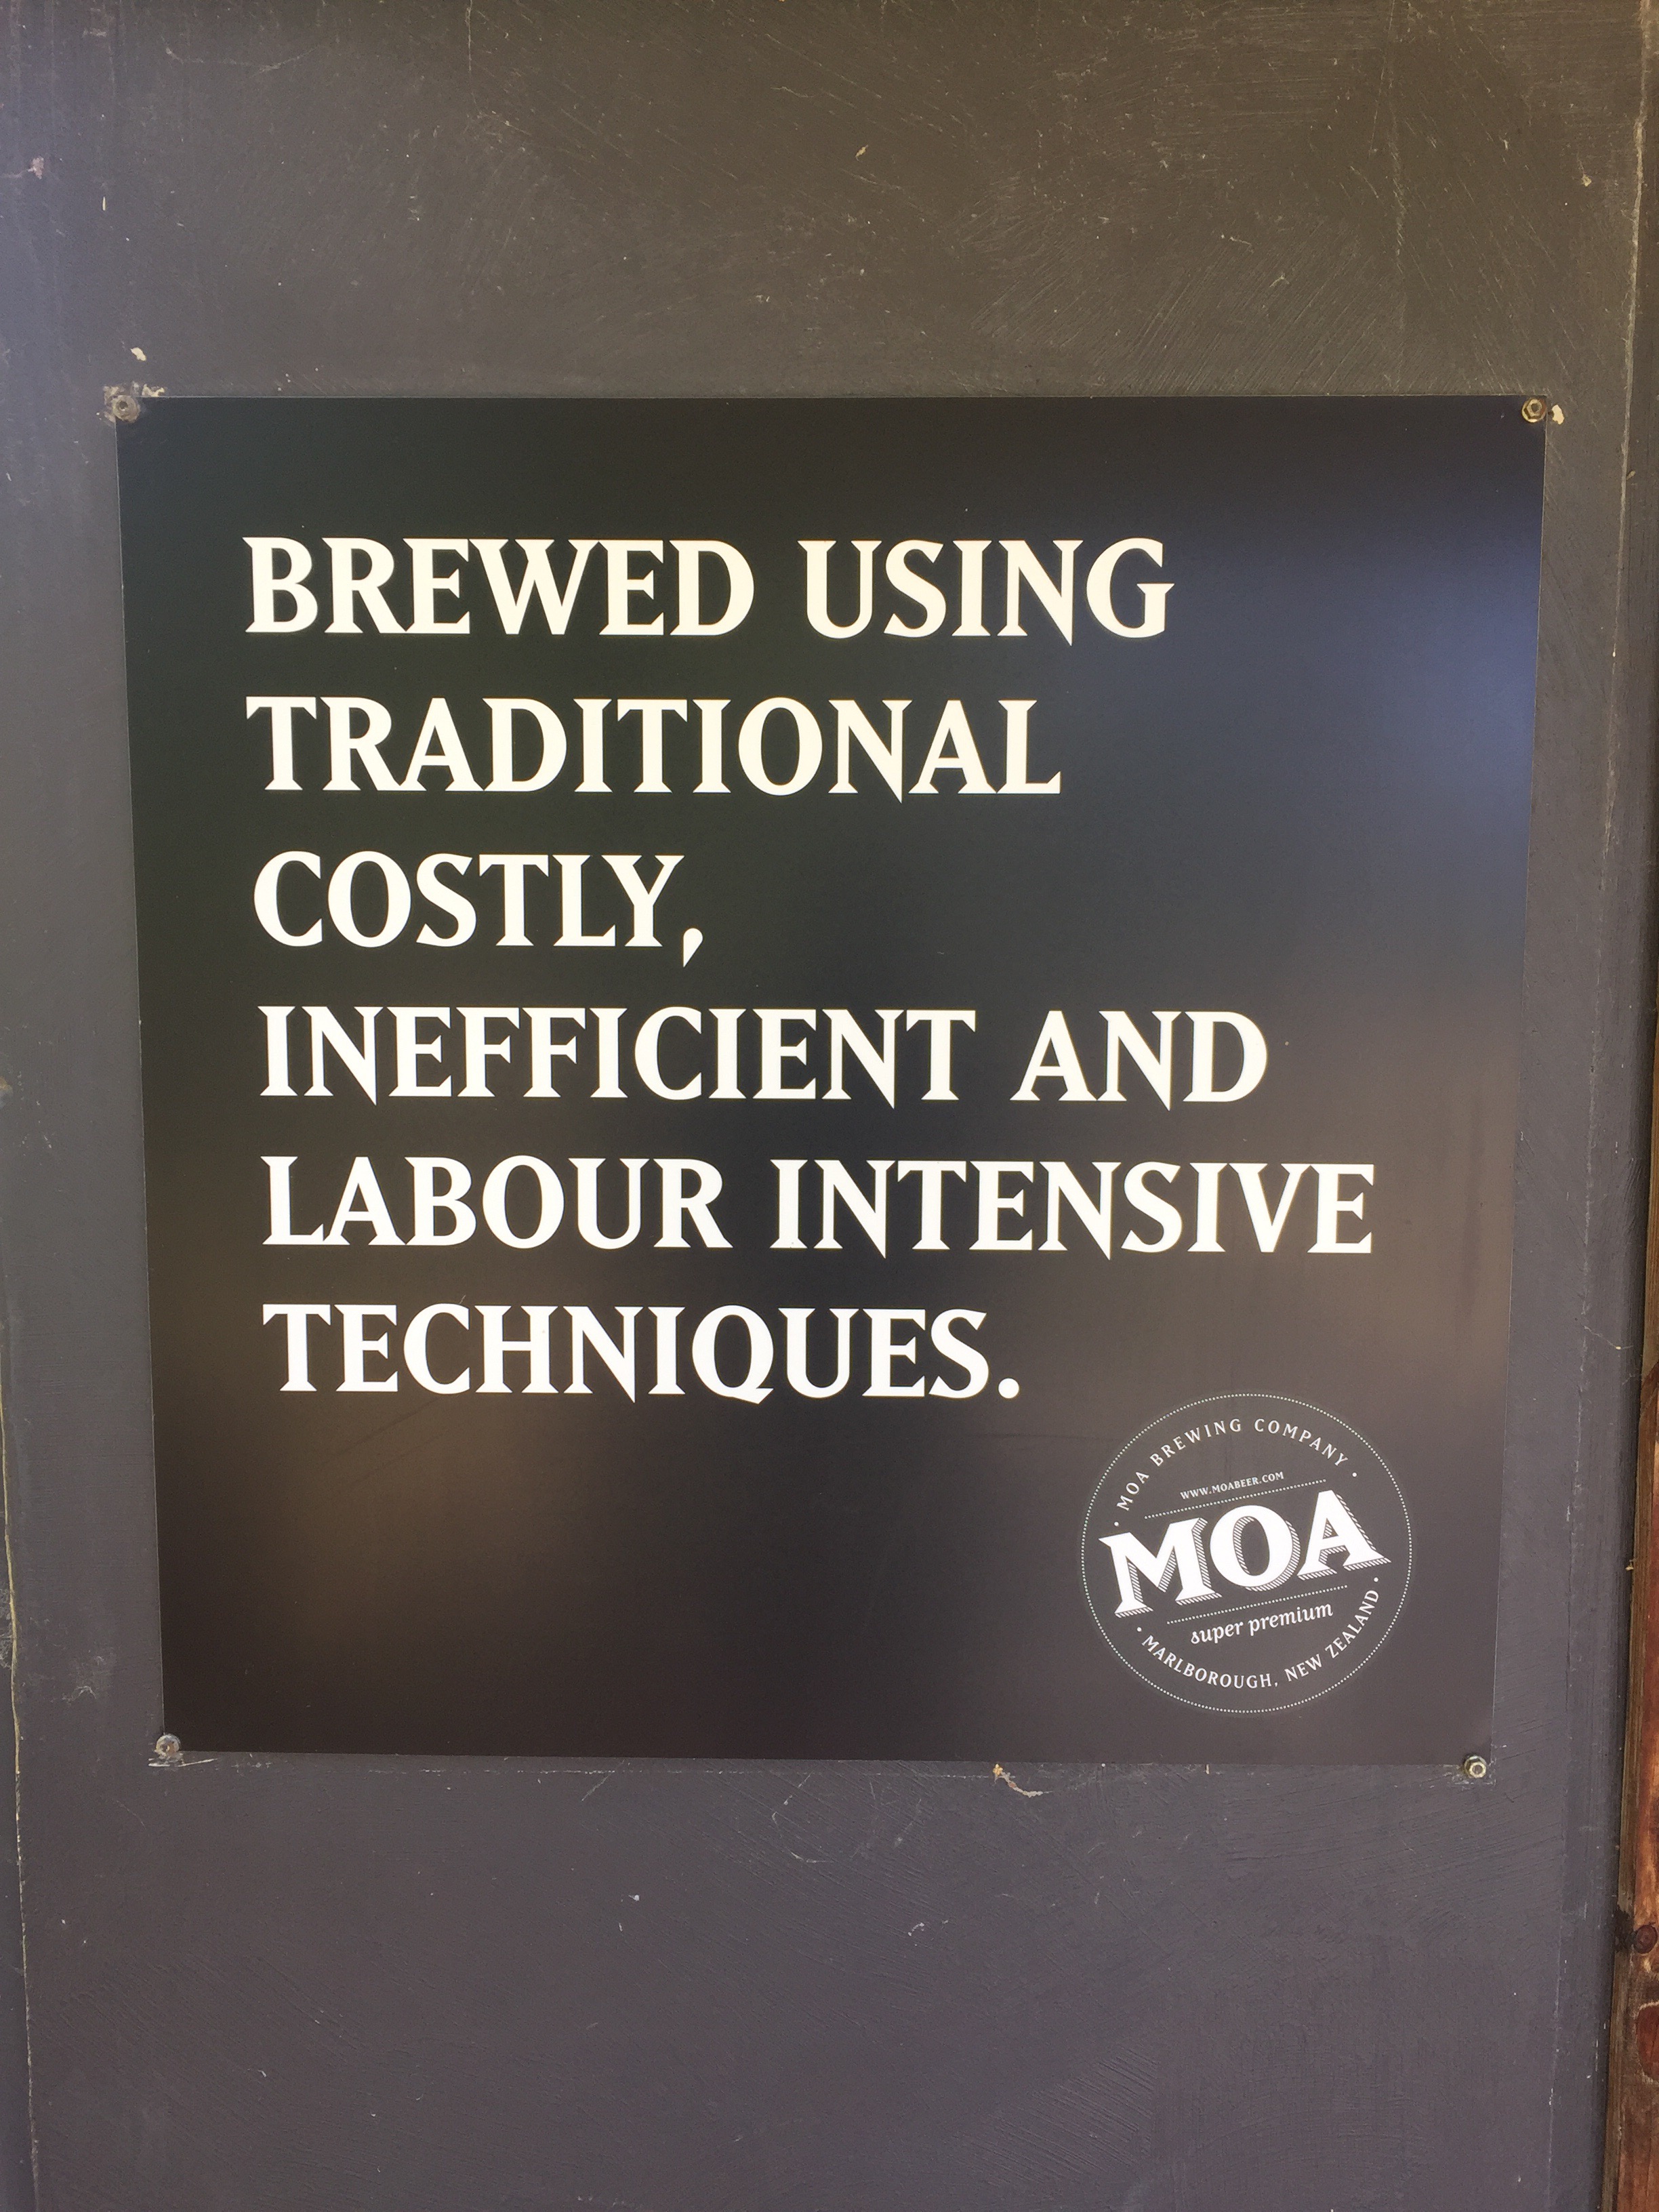 BREWED USING
TRADITIONAL
COSTLY,
INEFFICIENT AND
LABOUR INTENSIVE
TECHNIQUES.
• MOA BREWING COMPANY •
WWW.MOABEER.COM
MOA
super premium
• MARLBOROUGH, NEW ZEALAND •